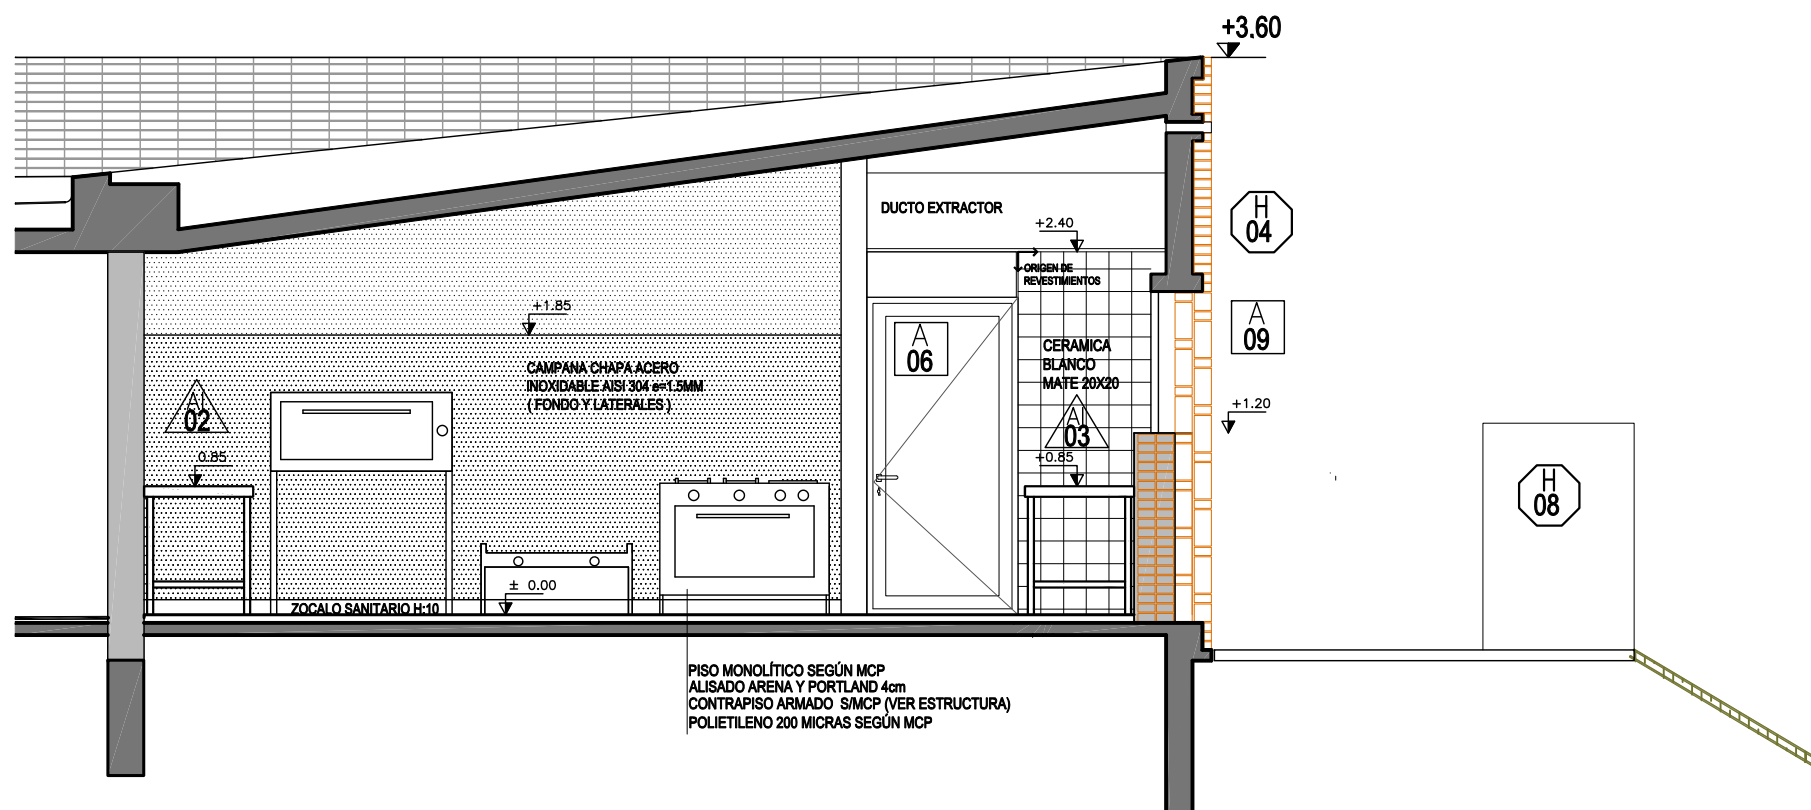 +3.60
DUCTO EXTRACTOR
+2.40
H
04
ORIGEN DE
REVESTIMIENTOS
+1.85
A
09
A
06
CERAMICA
BLANCO
MATE 20X20
CAMPANA CHAPA ACERO
INOXIDABLE AISI 304 e=1.5MM
( FONDO Y LATERALES )
AI
02
AI
03
+1.20
0.85
+0.85
H
08
± 0.00
ZOCALO SANITARIO H:10
PISO MONOLÍTICO SEGÚN MCP
ALISADO ARENA Y PORTLAND 4cm
CONTRAPISO ARMADO S/MCP (VER ESTRUCTURA)
POLIETILENO 200 MICRAS SEGÚN MCP